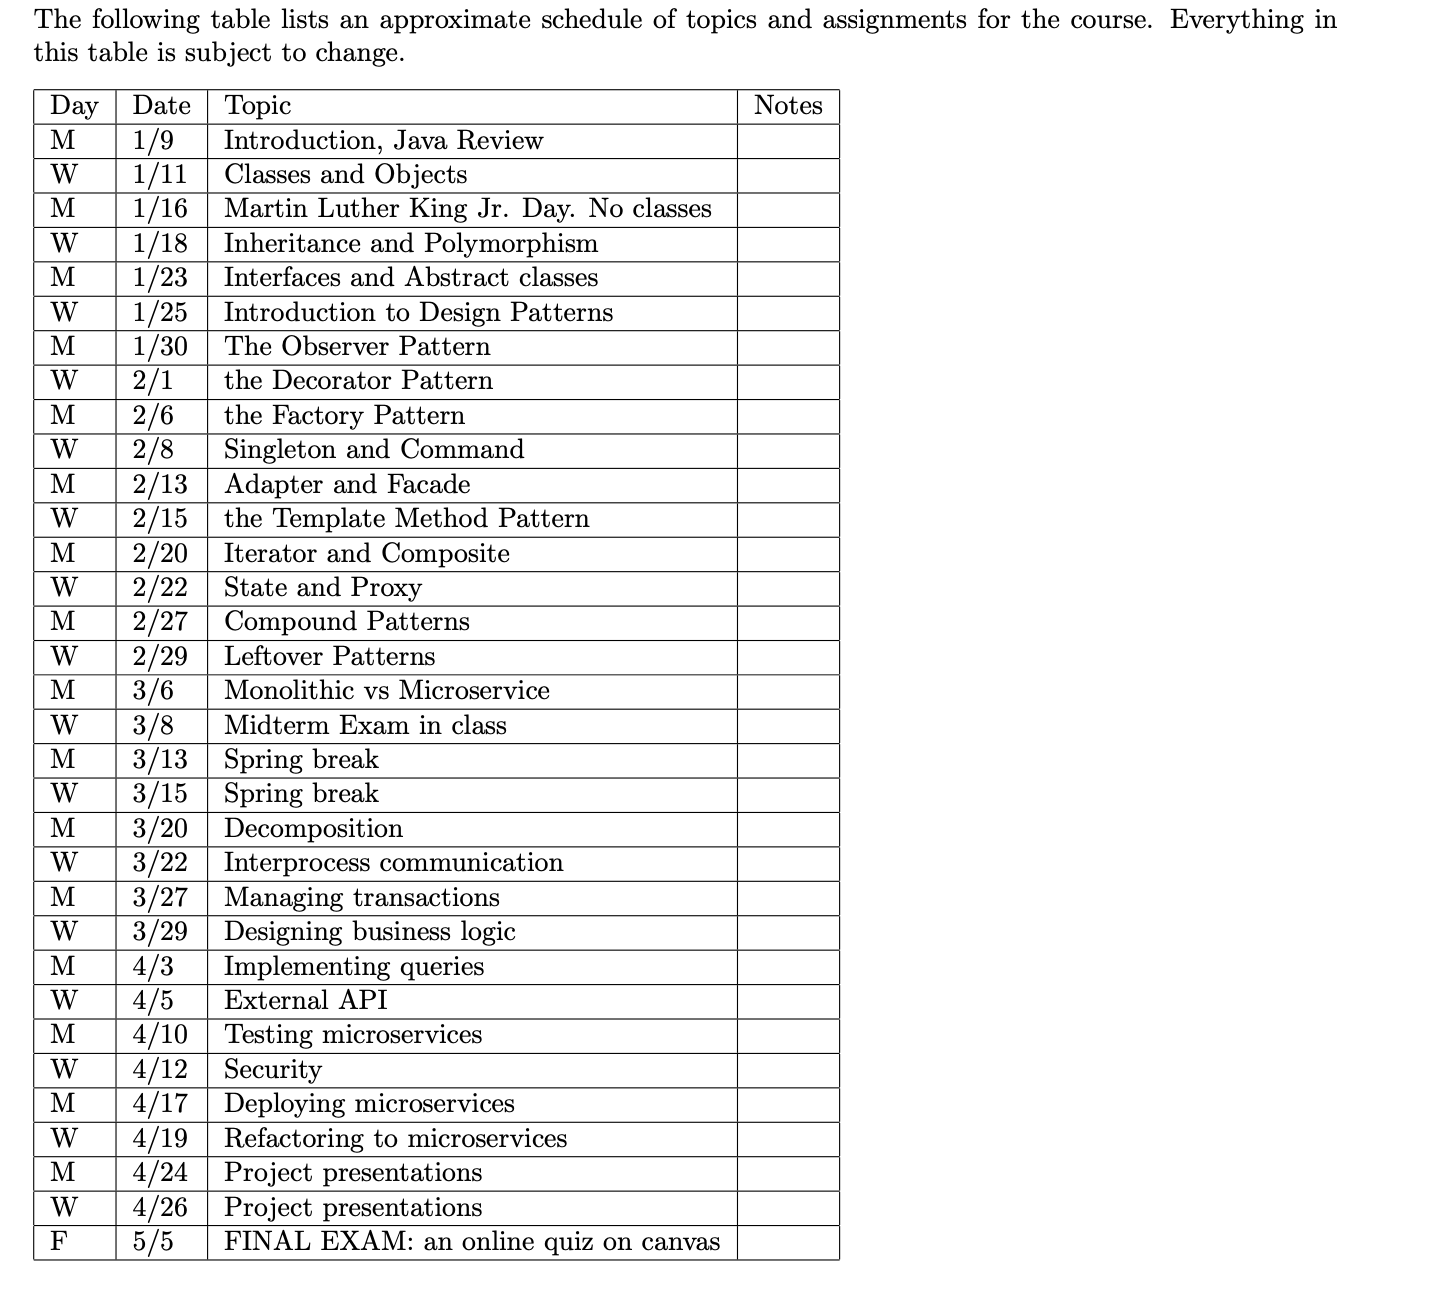 The following table lists an approximate schedule of topics and assignments for the course. Everything in
this table is subject to change.
Day Date Topic Notes
M 1/9 Introduction, Java Review
W 1/11 Classes and Objects
M 1/16 Martin Luther King Jr. Day. No classes
W 1/18 Inheritance and Polymorphism
M 1/23 Interfaces and Abstract classes
W 1/25 Introduction to Design Patterns
M 1/30 The Observer Pattern
W 2/1 the Decorator Pattern
M 2/6 the Factory Pattern
W 2/8 Singleton and Command
M 2/13 Adapter and Facade
W 2/15 the Template Method Pattern
M 2/20 Iterator and Composite
W 2/22 State and Proxy
M 2/27 Compound Patterns
W 2/29 Leftover Patterns
M 3/6 Monolithic vs Microservice
W 3/8 Midterm Exam in class
M 3/13 Spring break
W 3/15 Spring break
M 3/20 Decomposition
W 3/22 Interprocess communication
M 3/27 Managing transactions
W 3/29 Designing business logic
M 4/3 Implementing queries
W 4/5 External API
M 4/10 Testing microservices
W 4/12 Security
M 4/17 Deploying microservices
W 4/19 Refactoring to microservices
M 4/24 Project presentations
W 4/26 Project presentations
F 5/5 FINAL EXAM: an online quiz on canvas